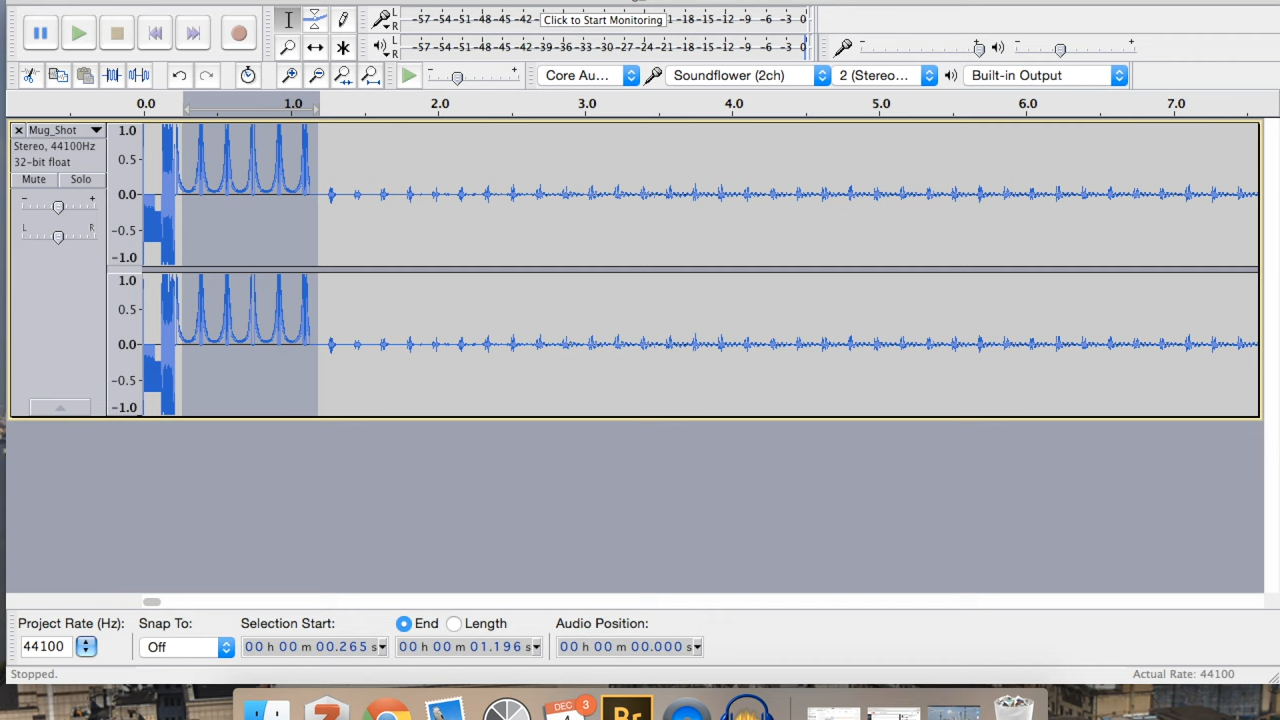 L -57 -54 -51 -48 -45 -42 - Click to Start Monitoring 1 -18 -15 -12 -9 -6 -3 0
R
L -57 -54 -51 -48 -45 -42 -39 -36 -33 -30 -27 -24 -21 -18 -15 -12 -9 -6 -3 0
R
Core Au... Soundflower (2ch) 2 (Stereo... Built-in Output
0.0 1.0 2.0 3.0 4.0 5.0 6.0 7.0
Mug_Shot
Stereo, 44100Hz
32-bit float
Mute Solo
- +
L R
1.0
0.5-
0.0-
-0.5-
-1.0
1.0
0.5-
0.0-
-0.5-
-1.0
Project Rate (Hz): Snap To: Selection Start: End Length Audio Position:
44100 Off 00 h 00 m 00.265 s 00 h 00 m 01.196 s 00 h 00 m 00.000 s
Stopped. Actual Rate: 44100
DEC 3
Br